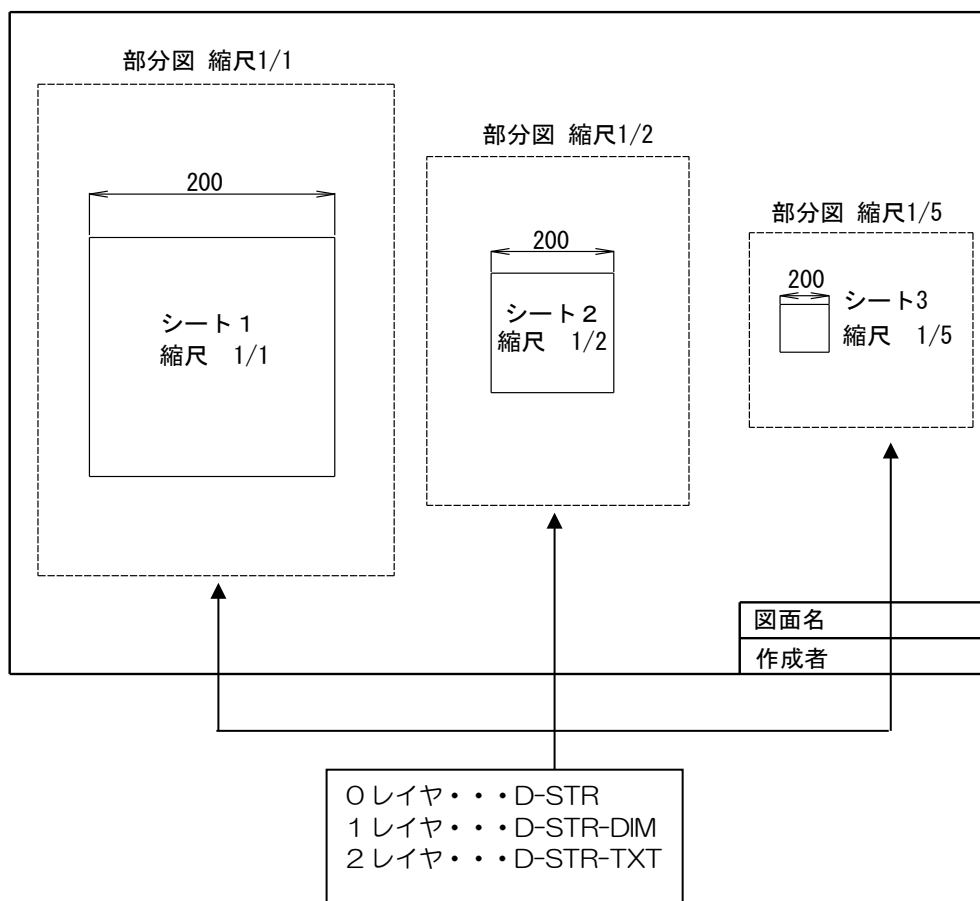 部分図 縮尺1/1
200
シート1
縮尺　1/1
部分図 縮尺1/2
200
シート2
縮尺　1/2
部分図 縮尺1/5
200
シート3
縮尺　1/5
図面名
作成者
0レイヤ・・・D-STR
1レイヤ・・・D-STR-DIM
2レイヤ・・・D-STR-TXT